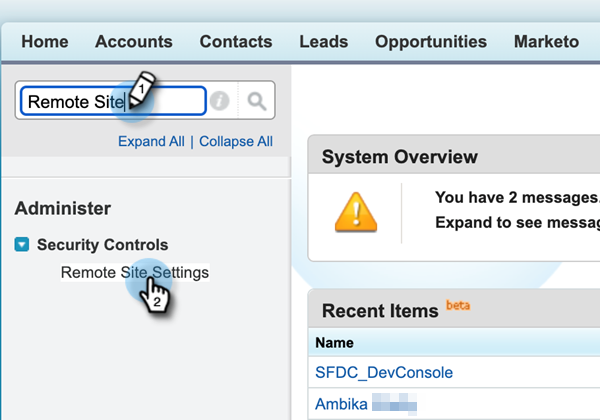 Home Accounts Contacts Leads Opportunities Marketo
Remote Site
1
Expand All | Collapse All
Administer
Security Controls
Remote Site Settings
2
System Overview
You have 2 messages.
Expand to see messag
Recent Items beta
Name
SFDC_DevConsole
Ambika